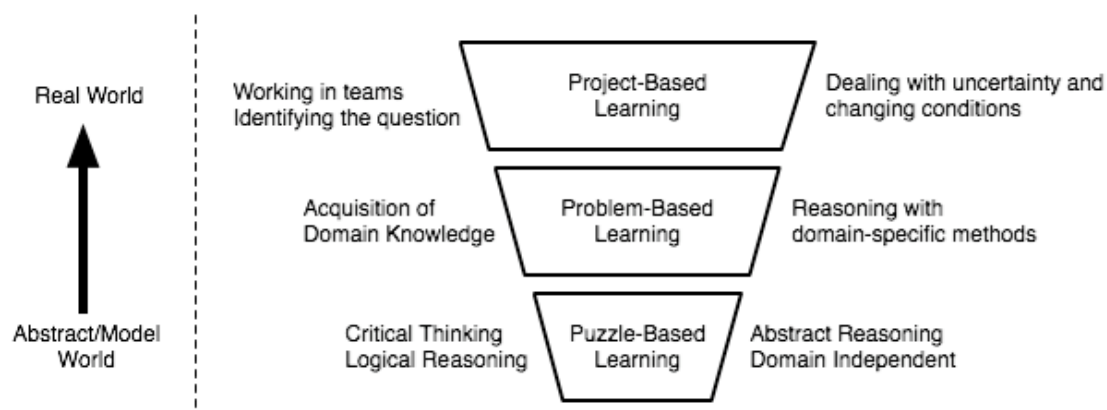 Real World
Abstract/Model
World
Working in teams
Identifying the question
Project-Based
Learning
Dealing with uncertainty and
changing conditions
Acquisition of
Domain Knowledge
Problem-Based
Learning
Reasoning with
domain-specific methods
Critical Thinking
Logical Reasoning
Puzzle-Based
Learning
Abstract Reasoning
Domain Independent